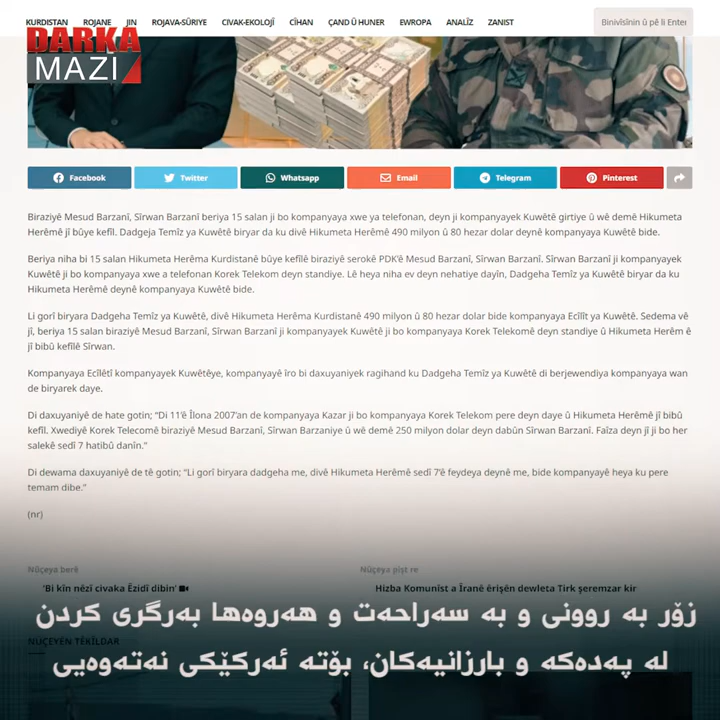 KURDISTAN ROJANE JIN ROJAVA-SÛRIYE CIVAK-EKOLOJÎ CÎHAN ÇAND Û HUNER EWROPA ANALÎZ ZANIST Binivîsînin û pê li Enter
DARKA
MAZI
Facebook Twitter Whatsapp Email Telegram Pinterest
Biraziyê Mesud Barzanî, Sîrwan Barzanî beriya 15 salan ji bo kompanyaya xwe ya telefonan, deyn ji kompanyayek Kuwêtê girtiye û wê demê Hikumeta
Herêmê jî bûye kefîl. Dadgeja Temîz ya Kuwêtê biryar da ku divê Hikumeta Herêmê 490 milyon û 80 hezar dolar deynê kompanyaya Kuwêtê bide.
Beriya niha bi 15 salan Hikumeta Herêma Kurdistanê bûye kefîlê biraziyê serokê PDK'ê Mesud Barzanî, Sîrwan Barzanî. Sîrwan Barzanî ji kompanyayek
Kuwêtê ji bo kompanyaya xwe a telefonan Korek Telekom deyn standiye. Lê heya niha ev deyn nehatiye dayîn, Dadgeha Temîz ya Kuwêtê biryar da ku
Hikumeta Herêmê deynê kompanyaya Kuwêtê bide.
Li gorî biryara Dadgeha Temîz ya Kuwêtê, divê Hikumeta Herêma Kurdistanê 490 milyon û 80 hezar dolar bide kompanyaya Ecîlît ya Kuwêtê. Sedema vê
jî, beriya 15 salan biraziyê Mesud Barzanî, Sîrwan Barzanî ji kompanyayek Kuwêtê ji bo kompanyaya Korek Telekomê deyn standiye û Hikumeta Herêm ê
jî bibû kefîlê Sîrwan.
Kompanyaya Ecîlêtî kompanyayek Kuwêtêye, kompanyayê îro bi daxuyaniyek ragihand ku Dadgeha Temîz ya Kuwêtê di berjewendiya kompanyaya wan
de biryarek daye.
Di daxuyaniyê de hate gotin; “Di 11'ê Îlona 2007'an de kompanyaya Kazar ji bo kompanyaya Korek Telekom pere deyn daye û Hikumeta Herêmê jî bibû
kefîl. Xwediyê Korek Telecomê biraziyê Mesud Barzanî, Sîrwan Barzaniye û wê demê 250 milyon dolar deyn dabûn Sîrwan Barzanî. Faîza deyn jî ji bo her
salekê sedî 7 hatibû danîn.”
Di dewama daxuyaniyê de tê gotin; “Li gorî biryara dadgeha me, divê Hikumeta Herêmê sedî 7'ê feydeya deynê me, bide kompanyayê heya ku pere
temam dibe.”
(nr)
Nûçeya berê Nûçeya pişt re
'Bi kîn nêzî civaka Êzidî dibin' Hizba Komunîst a Îranê êrîşên dewleta Tirk şeremzar kir
زۆر بە روونی و بە سەراحەت و هەروەها بەرگری کردن
NÛÇEYÊN TÊKILDAR
لە پەدەکە و بارزانیەکان، بۆتە ئەرکێکی نەتەوەیی